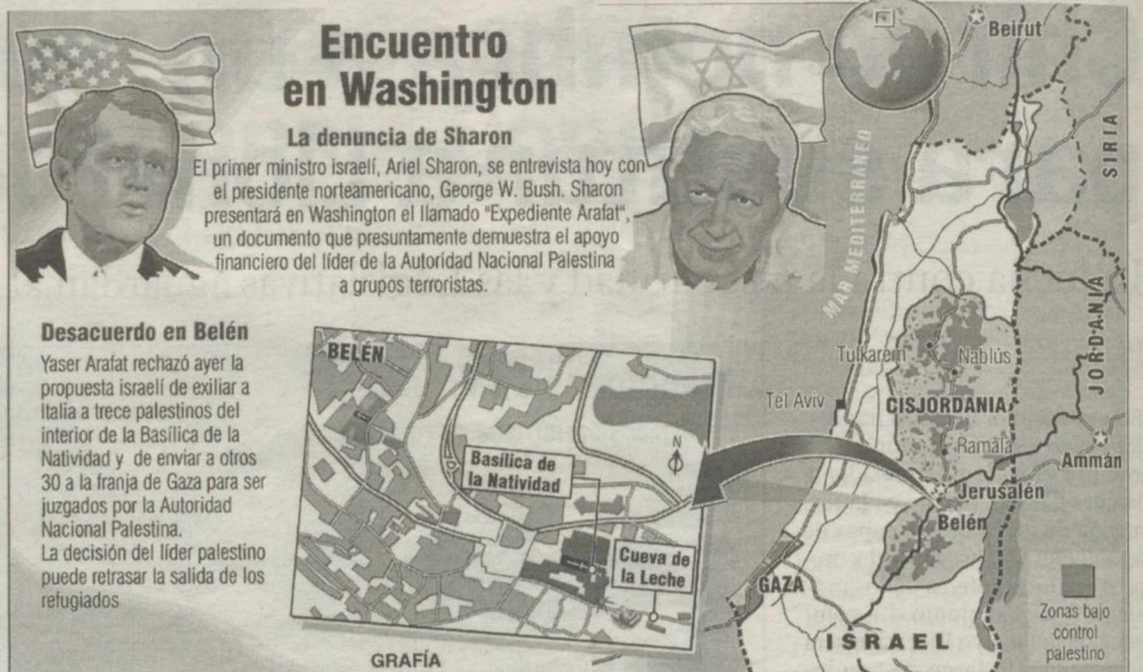 Encuentro
en Washington
La denuncia de Sharon
El primer ministro israelí, Ariel Sharon, se entrevista hoy con
el presidente norteamericano, George W. Bush. Sharon
presentará en Washington el llamado "Expediente Arafat",
un documento que presuntamente demuestra el apoyo
financiero del líder de la Autoridad Nacional Palestina
a grupos terroristas.
Desacuerdo en Belén
Yaser Arafat rechazó ayer la
propuesta israelí de exiliar a
Italia a trece palestinos del
interior de la Basílica de la
Natividad y de enviar a otros
30 a la franja de Gaza para ser
juzgados por la Autoridad
Nacional Palestina.
La decisión del líder palestino
puede retrasar la salida de los
refugiados
BELÉN
N
Basílica de
la Natividad
Cueva de
la Leche
GRAFÍA
Beirut
SIRIA
MAR MEDITERRÁNEO
JORDANIA
Tulkarem
Nablús
Tel Aviv
CISJORDANIA
Ramala
Ammán
Jerusalén
Belén
GAZA
ISRAEL
Zonas bajo
control
palestino